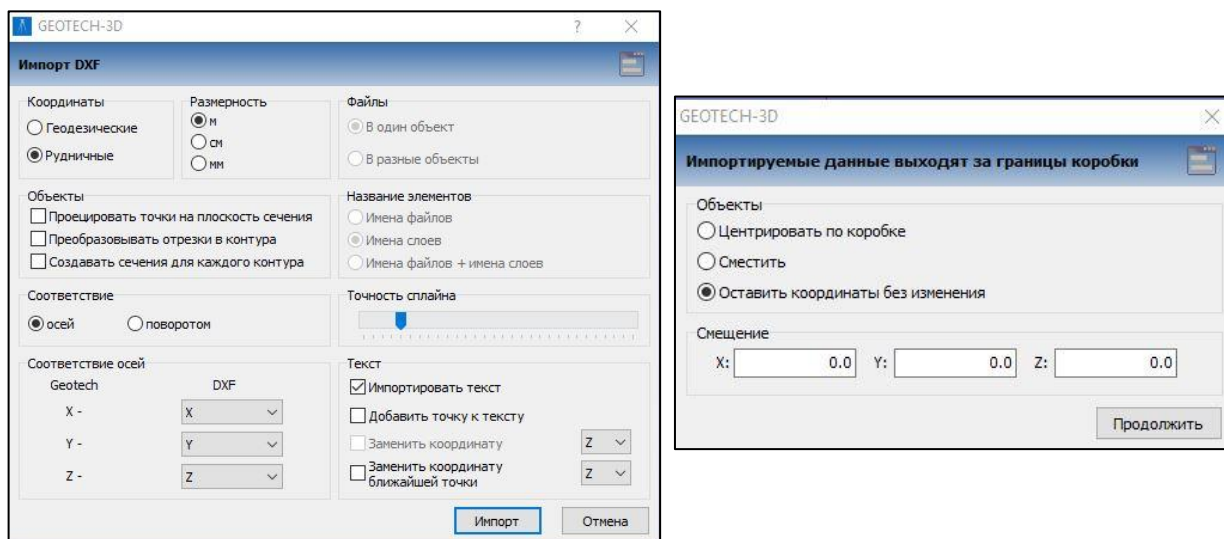 GEOTECH-3D
Импорт DXF
Координаты
Геодезические
Рудничные
Размерность
м
см
мм
Файлы
В один объект
В разные объекты
Объекты
Проецировать точки на плоскость сечения
Преобразовывать отрезки в контура
Создавать сечения для каждого контура
Название элементов
Имена файлов
Имена слоев
Имена файлов + имена слоев
Соответствие
осей
поворотом
Точность сплайна
Соответствие осей
Geotech DXF
X - X
Y - Y
Z - Z
Текст
Импортировать текст
Добавить точку к тексту
Заменить координату Z
Заменить координату
ближайшей точки Z
Импорт Отмена
GEOTECH-3D
Импортируемые данные выходят за границы коробки
Объекты
Центрировать по коробке
Сместить
Оставить координаты без изменения
Смещение
X: 0.0 Y: 0.0 Z: 0.0
Продолжить